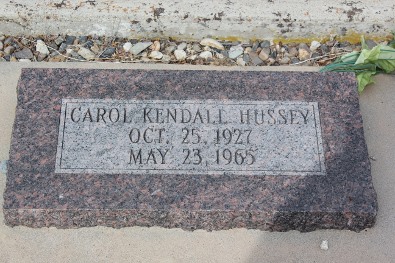 CAROL KENDALL HUSSEY
OCT. 25, 1927
MAY 23, 1965